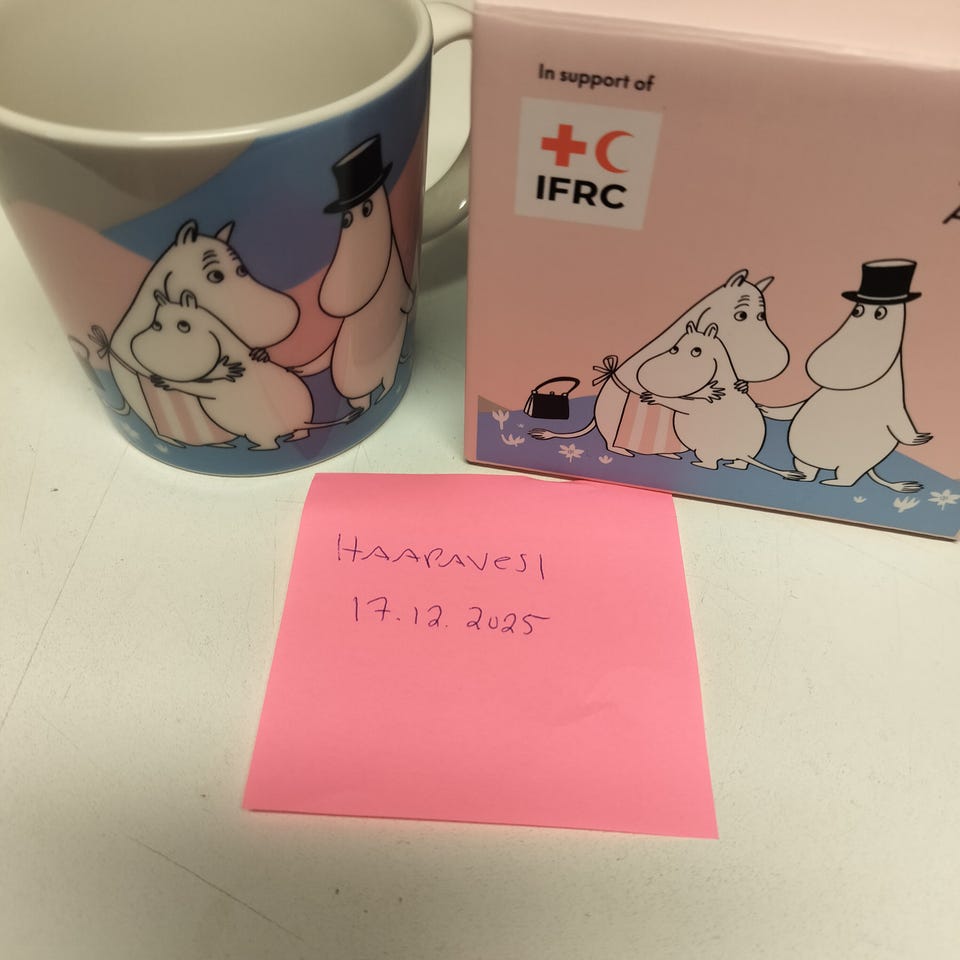 In support of
IFRC
HAAPAVESI
17.12.2025